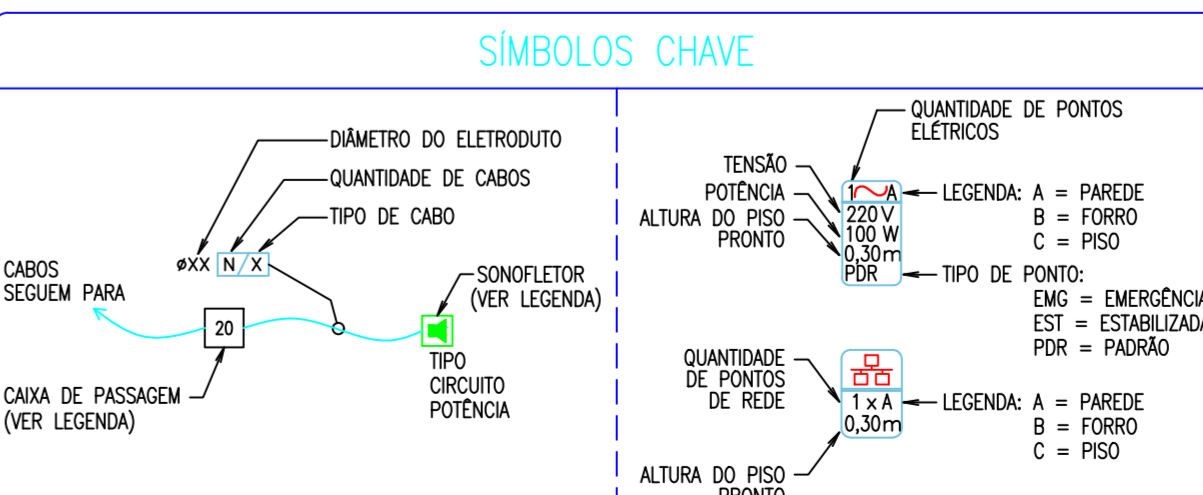 SÍMBOLOS CHAVE
DIÂMETRO DO ELETRODUTO
QUANTIDADE DE CABOS
TIPO DE CABO
øXX N/X
CABOS
SEGUEM PARA
20
SONOFLETOR
(VER LEGENDA)
TIPO
CIRCUITO
POTÊNCIA
CAIXA DE PASSAGEM
(VER LEGENDA)
QUANTIDADE DE PONTOS
ELÉTRICOS
TENSÃO
POTÊNCIA
ALTURA DO PISO
PRONTO
1 A
220 V
100 W
0,30m
PDR
LEGENDA: A = PAREDE
B = FORRO
C = PISO
TIPO DE PONTO:
EMG = EMERGÊNCIA
EST = ESTABILIZADA
PDR = PADRÃO
QUANTIDADE
DE PONTOS
DE REDE
1 x A
0,30m
LEGENDA: A = PAREDE
B = FORRO
C = PISO
ALTURA DO PISO
PRONTO